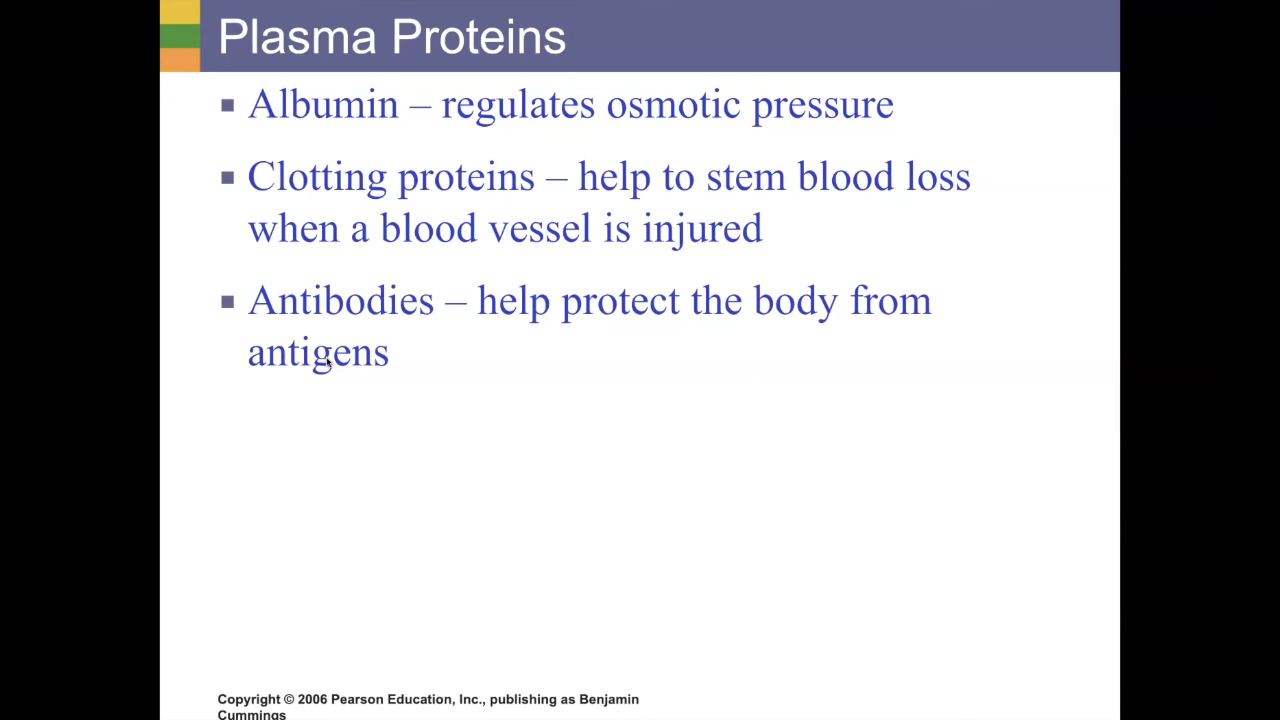 Plasma Proteins
▪ Albumin – regulates osmotic pressure
▪ Clotting proteins – help to stem blood loss
when a blood vessel is injured
▪ Antibodies – help protect the body from
antigens
Copyright © 2006 Pearson Education, Inc., publishing as Benjamin
Cummings